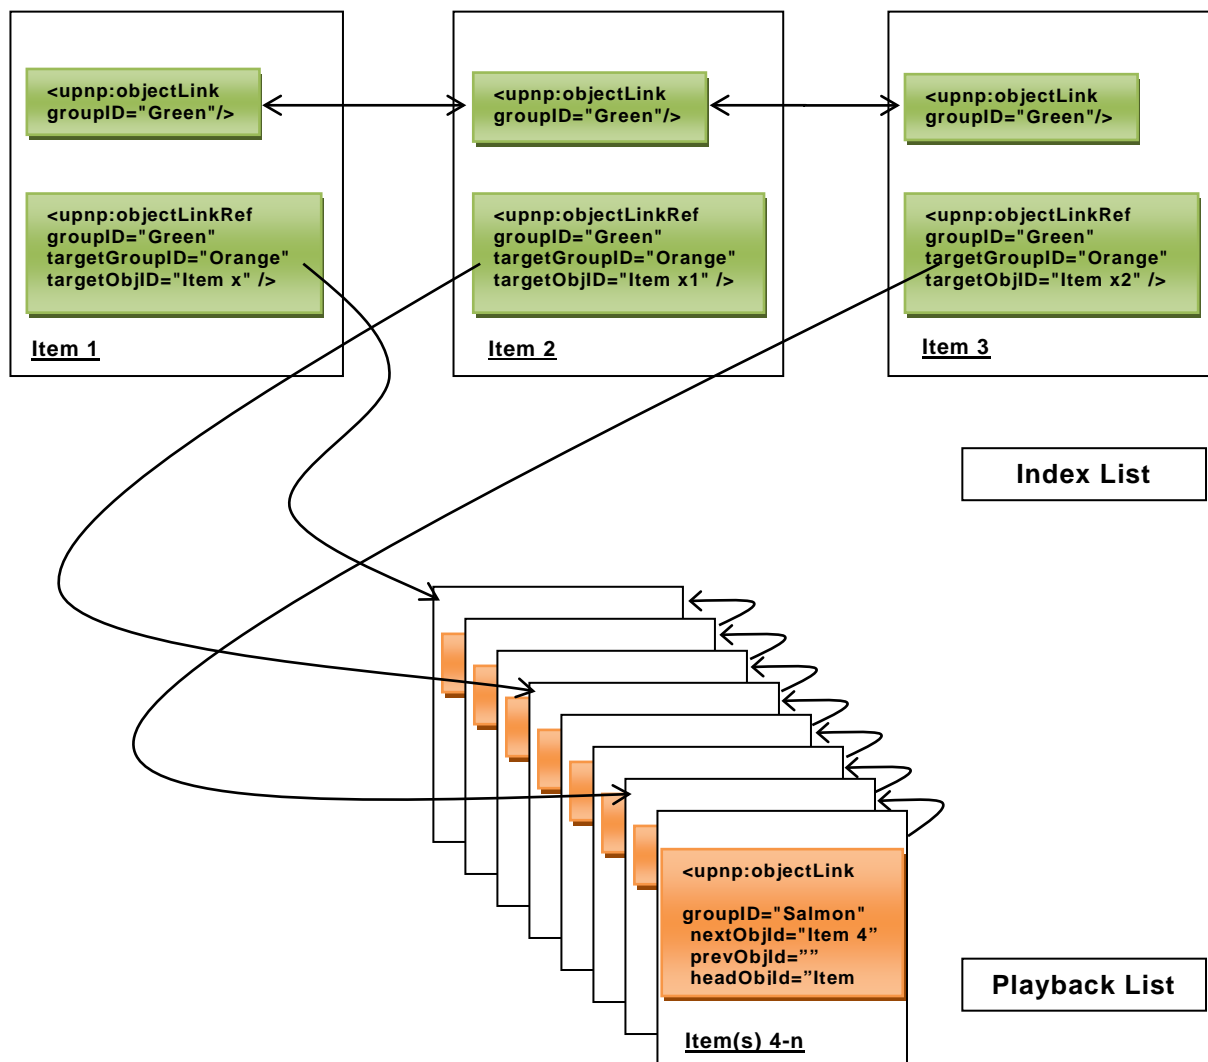 <upnp:objectLink
groupID="Green"/>
<upnp:objectLinkRef
groupID="Green"
targetGroupID="Orange"
targetObjID="Item x" />
Item 1
<upnp:objectLink
groupID="Green"/>
<upnp:objectLinkRef
groupID="Green"
targetGroupID="Orange"
targetObjID="Item x1" />
Item 2
<upnp:objectLink
groupID="Green"/>
<upnp:objectLinkRef
groupID="Green"
targetGroupID="Orange"
targetObjID="Item x2" />
Item 3
Index List
<upnp:objectLink
groupID="Salmon"
nextObjId="Item 4”
prevObjId=””
headObjId=”Item
Item(s) 4-n
Playback List